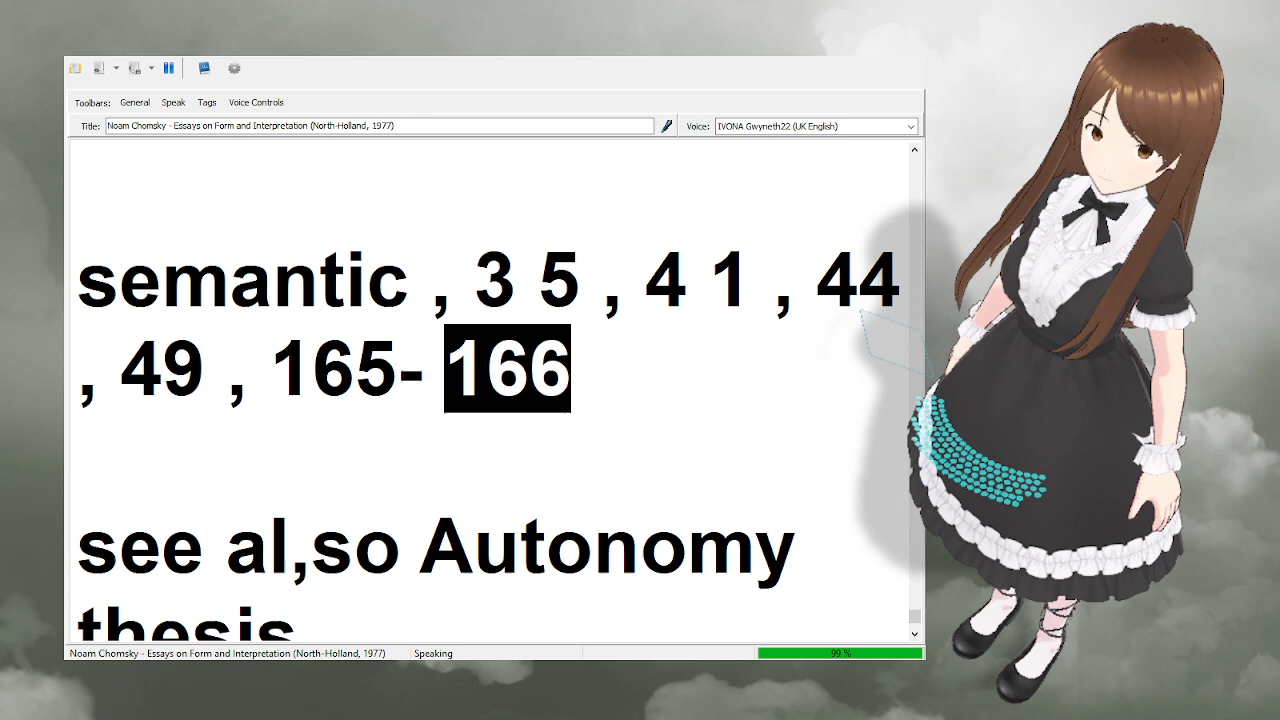 Toolbars: General Speak Tags Voice Controls
Title: Noam Chomsky - Essays on Form and Interpretation (North-Holland, 1977) Voice: IVONA Gwyneth22 (UK English)
semantic , 3 5 , 4 1 , 44
, 49 , 165- 166
see al,so Autonomy
thesis
Noam Chomsky - Essays on Form and Interpretation (North-Holland, 1977) Speaking 99 %